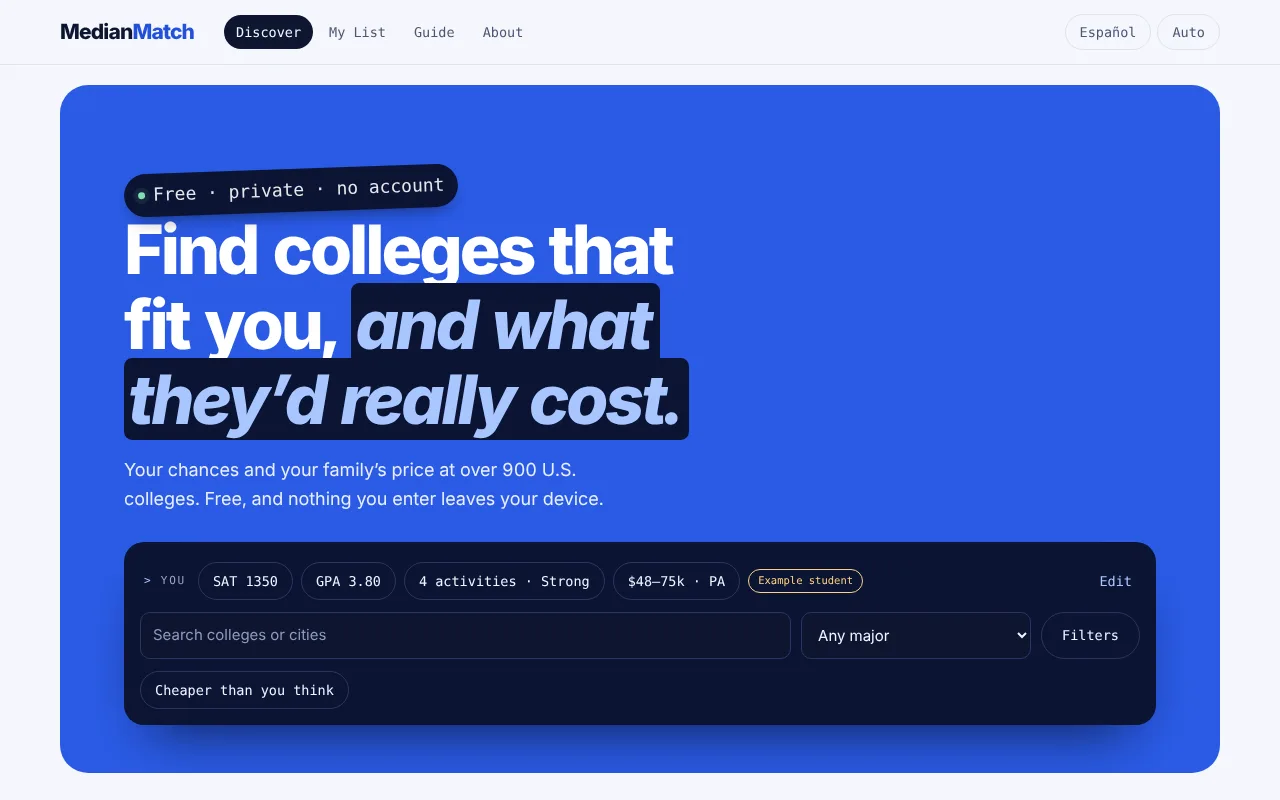 MedianMatch Discover My List Guide About Español Auto
Free · private · no account
Find colleges that
fit you, and what
they’d really cost.
Your chances and your family’s price at over 900 U.S.
colleges. Free, and nothing you enter leaves your device.
> YOU SAT 1350 GPA 3.80 4 activities · Strong $48–75k · PA Example student Edit
Search colleges or cities Any major Filters
Cheaper than you think